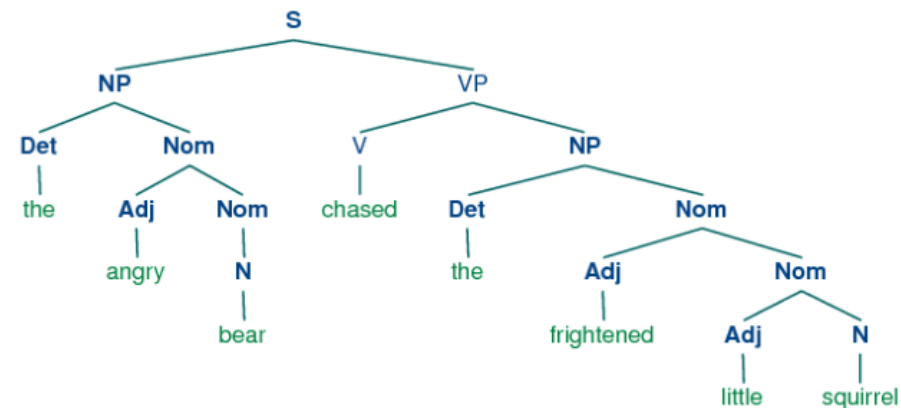 S
NP VP
Det Nom V NP
the Adj Nom chased Det Nom
angry N the Adj Nom
bear frightened Adj N
little squirrel